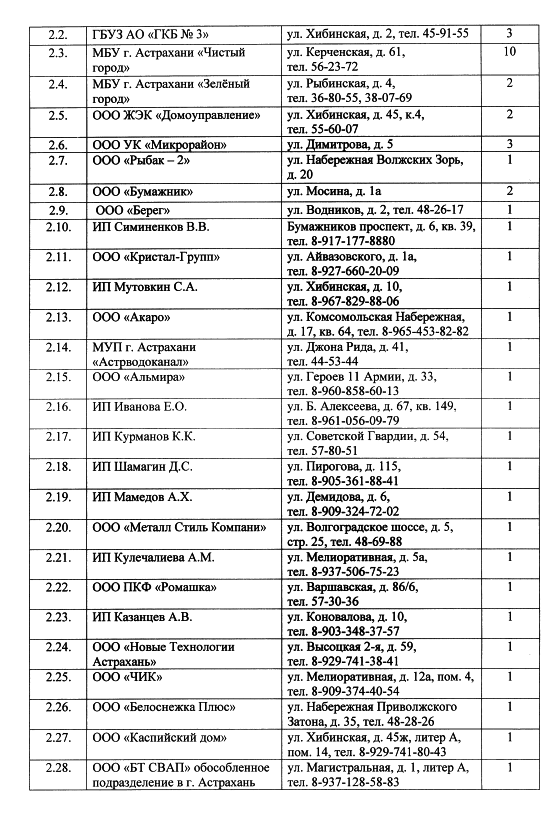 2.2. ГБУЗ АО «ГКБ № 3» ул. Хибинская, д. 2, тел. 45-91-55 3
2.3. МБУ г. Астрахани «Чистый ул. Керченская, д. 61, 10
город» тел. 56-23-72
2.4. МБУ г. Астрахани «Зелёный ул. Рыбинская, д. 4, 2
город» тел. 36-80-55, 38-07-69
2.5. ООО ЖЭК «Домоуправление» ул. Хибинская, д. 45, к.4, 2
тел. 55-60-07
2.6. ООО УК «Микрорайон» ул. Димитрова, д. 5 3
2.7. ООО «Рыбак – 2» ул. Набережная Волжских Зорь, 1
д. 20
2.8. ООО «Бумажник» ул. Мосина, д. 1а 2
2.9. ООО «Берег» ул. Водников, д. 2, тел. 48-26-17 1
2.10. ИП Симиненков В.В. Бумажников проспект, д. 6, кв. 39, 1
тел. 8-917-177-8880
2.11. ООО «Кристал-Групп» ул. Айвазовского, д. 1а, 1
тел. 8-927-660-20-09
2.12. ИП Мутовкин С.А. ул. Хибинская, д. 10, 1
тел. 8-967-829-88-06
2.13. ООО «Акаро» ул. Комсомольская Набережная, 1
д. 17, кв. 64, тел. 8-965-453-82-82
2.14. МУП г. Астрахани ул. Джона Рида, д. 41, 1
«Астрводоканал» тел. 44-53-44
2.15. ООО «Альмира» ул. Героев 11 Армии, д. 33, 1
тел. 8-960-858-60-13
2.16. ИП Иванова Е.О. ул. Б. Алексеева, д. 67, кв. 149, 1
тел. 8-961-056-09-79
2.17. ИП Курманов К.К. ул. Советской Гвардии, д. 54, 1
тел. 57-80-51
2.18. ИП Шамагин Д.С. ул. Пирогова, д. 115, 1
тел. 8-905-361-88-41
2.19. ИП Мамедов А.Х. ул. Демидова, д. 6, 1
тел. 8-909-324-72-02
2.20. ООО «Металл Стиль Компани» ул. Волгоградское шоссе, д. 5, 1
стр. 25, тел. 48-69-88
2.21. ИП Кулечалиева А.М. ул. Мелиоративная, д. 5а, 1
тел. 8-937-506-75-23
2.22. ООО ПКФ «Ромашка» ул. Варшавская, д. 86/6, 1
тел. 57-30-36
2.23. ИП Казанцев А.В. ул. Коновалова, д. 10, 1
тел. 8-903-348-37-57
2.24. ООО «Новые Технологии ул. Высоцкая 2-я, д. 59, 1
Астрахань» тел. 8-929-741-38-41
2.25. ООО «ЧИК» ул. Мелиоративная, д. 12а, пом. 4, 1
тел. 8-909-374-40-54
2.26. ООО «Белоснежка Плюс» ул. Набережная Приволжского 1
Затона, д. 35, тел. 48-28-26
2.27. ООО «Каспийский дом» ул. Хибинская, д. 45ж, литер А, 1
пом. 14, тел. 8-929-741-80-43
2.28. ООО «БТ СВАП» обособленное ул. Магистральная, д. 1, литер А, 1
подразделение в г. Астрахань тел. 8-937-128-58-83